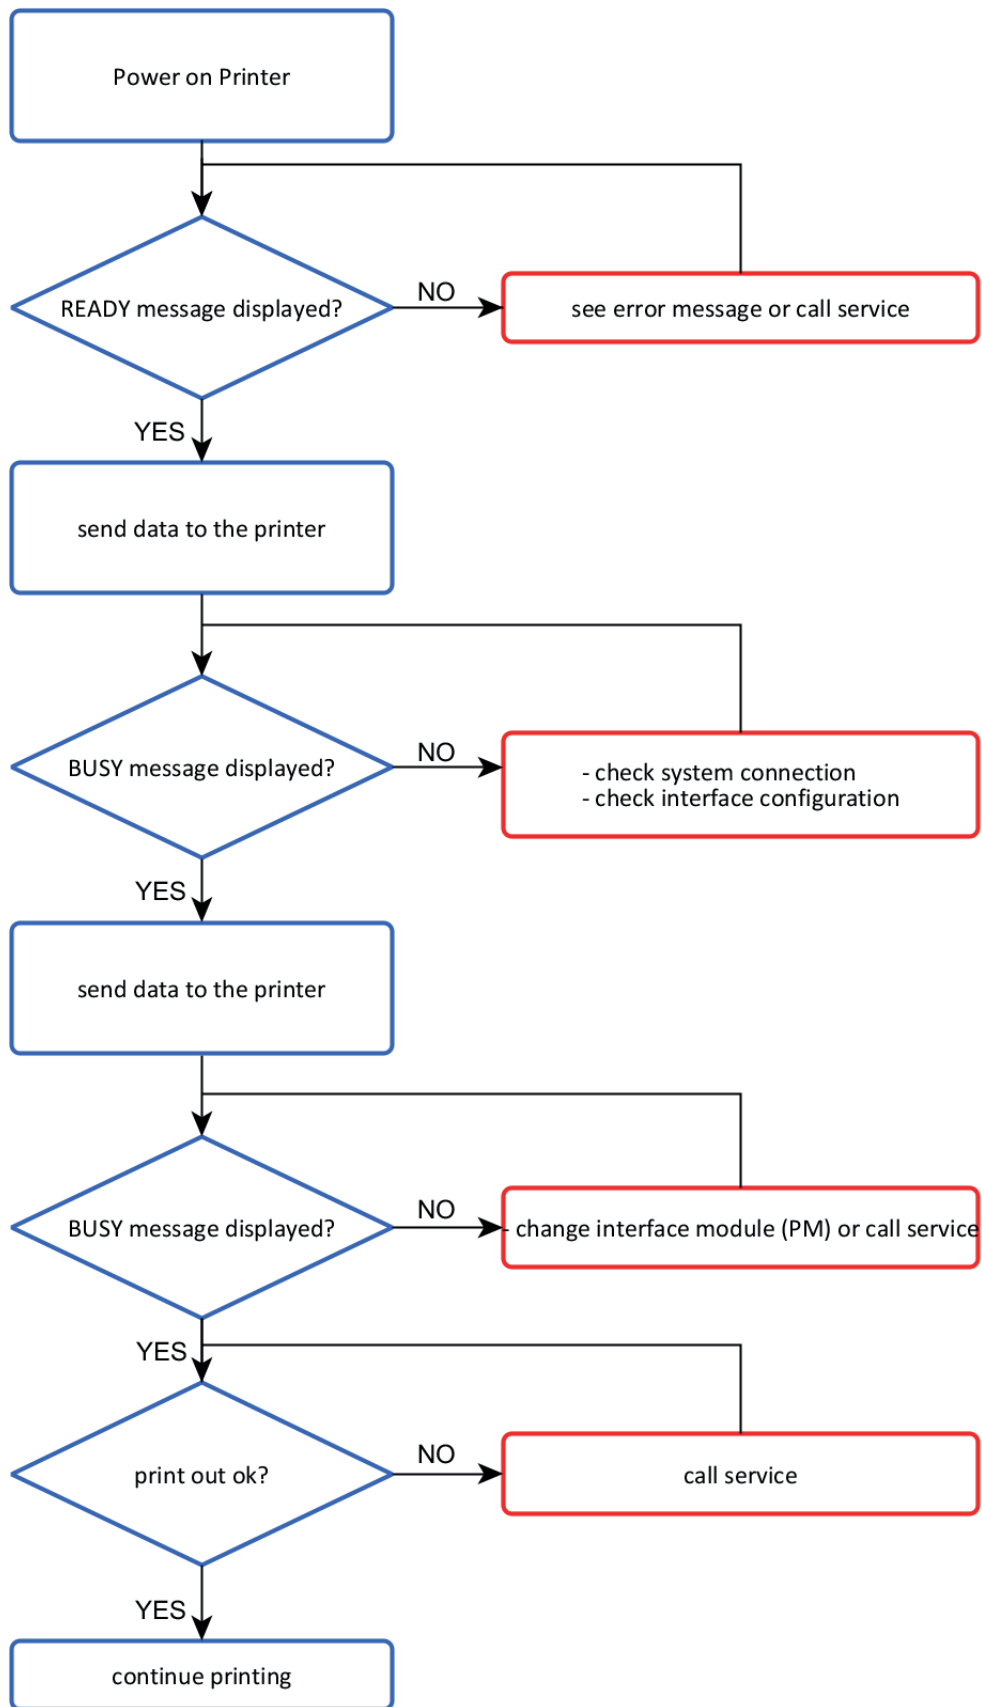 Power on Printer
READY message displayed?
NO
see error message or call service
YES
send data to the printer
BUSY message displayed?
NO
- check system connection
- check interface configuration
YES
send data to the printer
BUSY message displayed?
NO
- change interface module (PM) or call service
YES
print out ok?
NO
call service
YES
continue printing